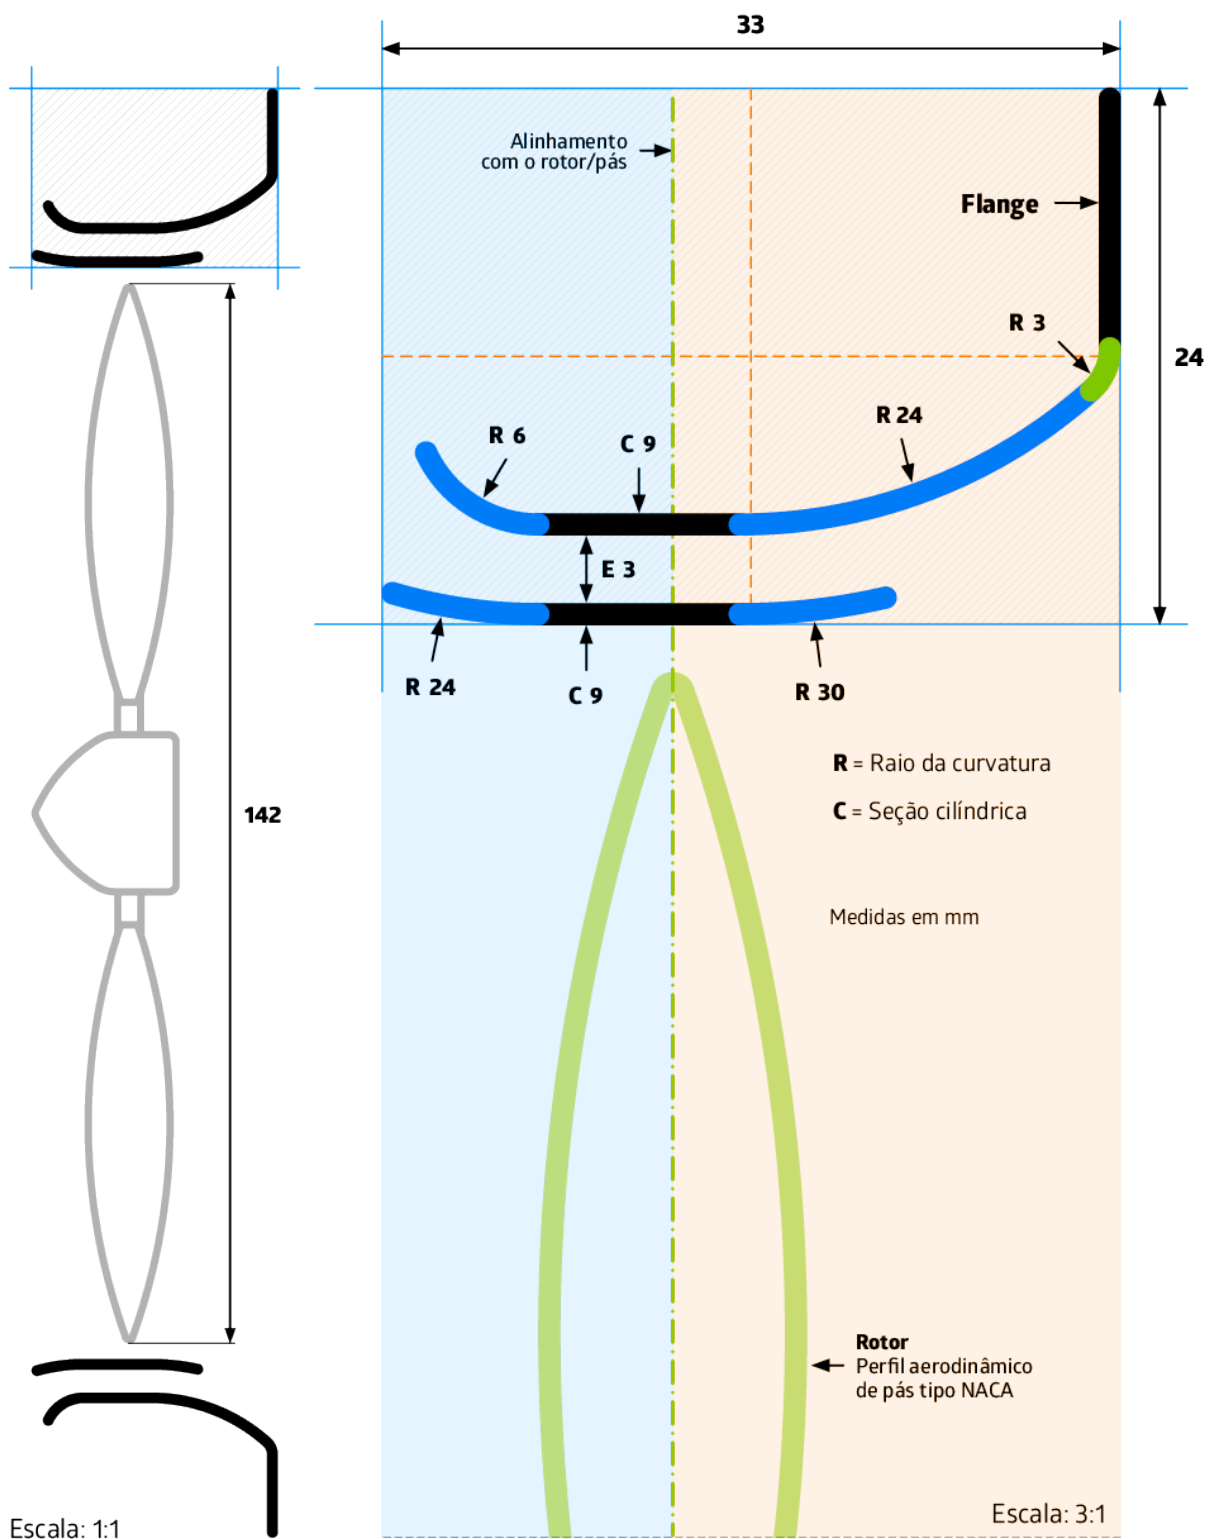 33
Alinhamento
com o rotor/pás
Flange
R 3
24
R 24
R 6
C 9
E 3
R 24
C 9
R 30
R = Raio da curvatura
C = Seção cilíndrica
142
Medidas em mm
Rotor
Perfil aerodinâmico
de pás tipo NACA
Escala: 3:1
Escala: 1:1